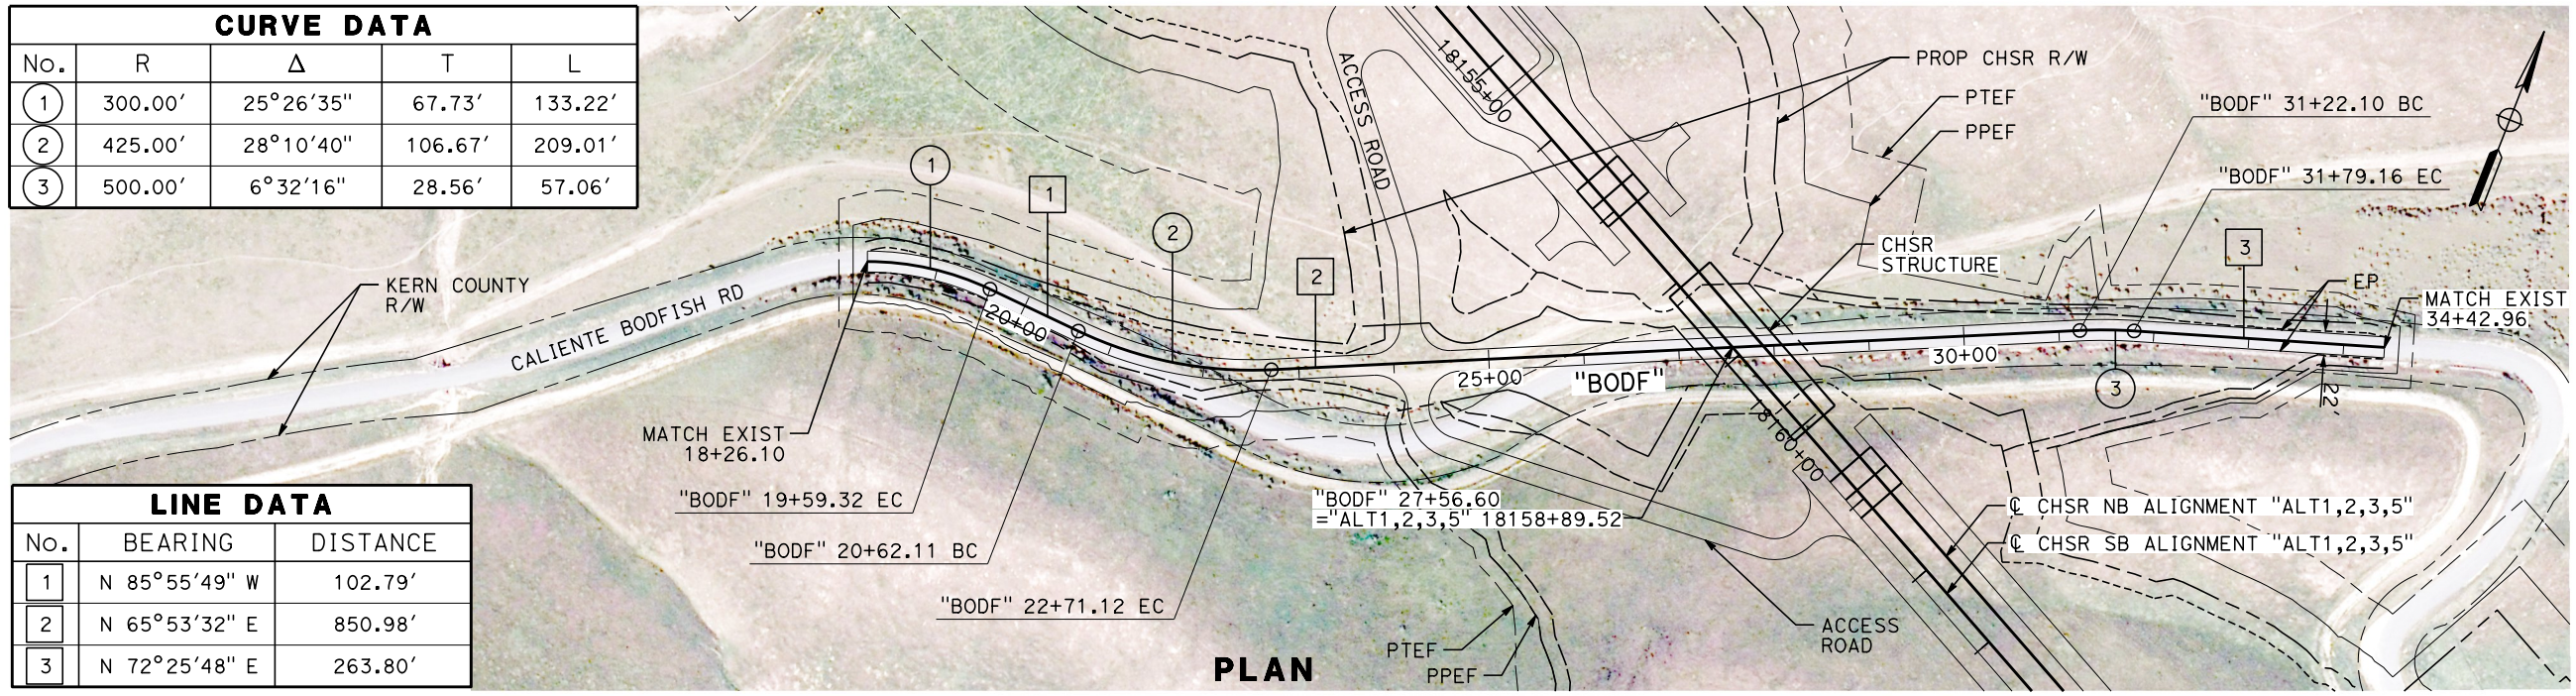 CURVE DATA
No. R Δ T L
1 300.00' 25°26'35" 67.73' 133.22'
2 425.00' 28°10'40" 106.67' 209.01'
3 500.00' 6°32'16" 28.56' 57.06'
ACCESS ROAD
18155+00
PROP CHSR R/W
PTEF
PPEF
"BODF" 31+22.10 BC
"BODF" 31+79.16 EC
1
1
2
2
3
CHSR
STRUCTURE
EP
MATCH EXIST
34+42.96
KERN COUNTY
R/W
CALIENTE BODFISH RD
20+00
25+00
"BODF"
30+00
3
22'
18160+00
MATCH EXIST
18+26.10
"BODF" 19+59.32 EC
"BODF" 20+62.11 BC
"BODF" 22+71.12 EC
"BODF" 27+56.60
="ALT1,2,3,5" 18158+89.52
℄ CHSR NB ALIGNMENT "ALT1,2,3,5"
℄ CHSR SB ALIGNMENT "ALT1,2,3,5"
ACCESS
ROAD
PTEF
PPEF
LINE DATA
No. BEARING DISTANCE
1 N 85°55'49" W 102.79'
2 N 65°53'32" E 850.98'
3 N 72°25'48" E 263.80'
PLAN